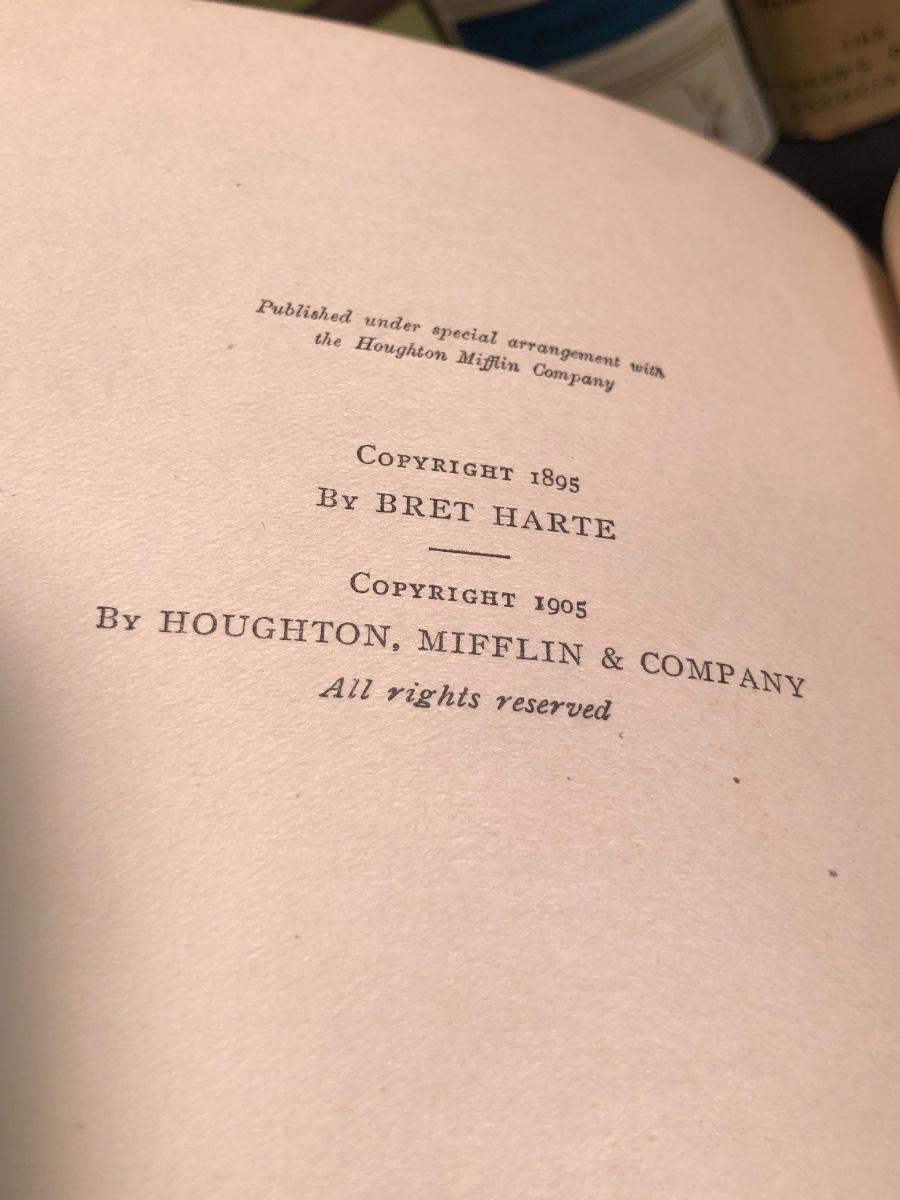 Published under special arrangement with
the Houghton Mifflin Company
COPYRIGHT 1895
BY BRET HARTE
COPYRIGHT 1905
BY HOUGHTON, MIFFLIN & COMPANY
All rights reserved